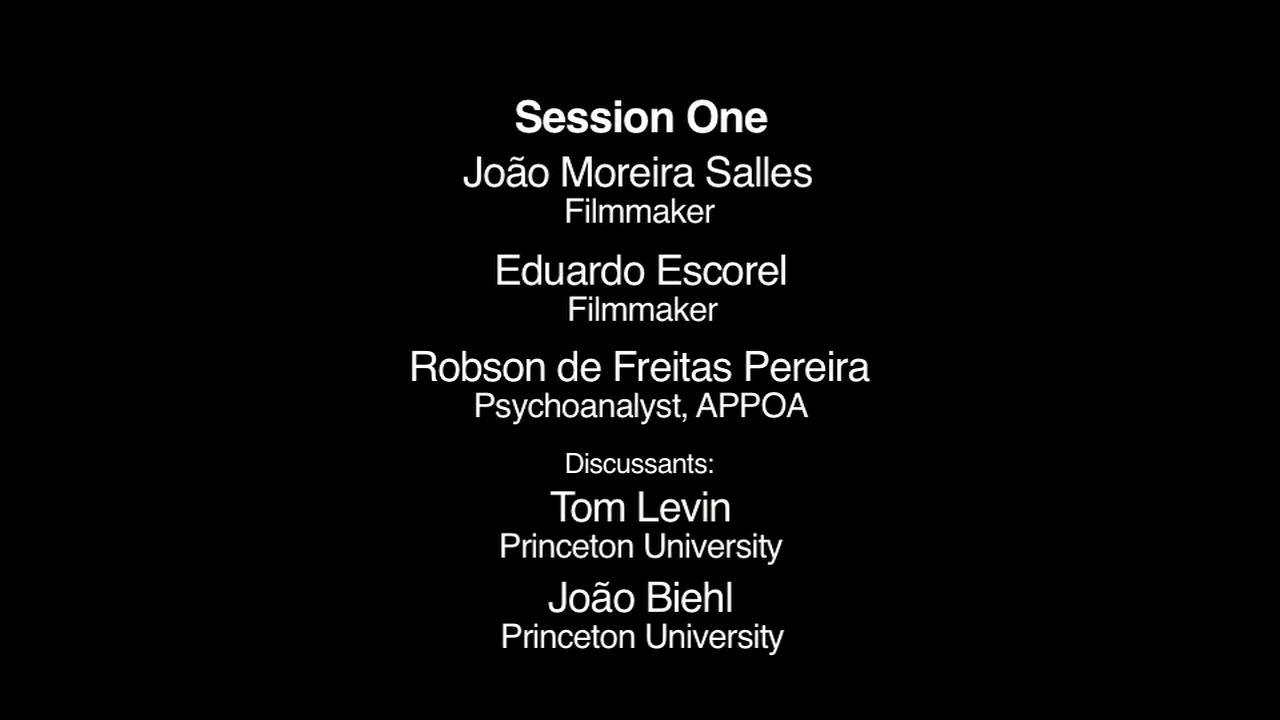 Session One
João Moreira Salles
Filmmaker
Eduardo Escorel
Filmmaker
Robson de Freitas Pereira
Psychoanalyst, APPOA
Discussants:
Tom Levin
Princeton University
João Biehl
Princeton University